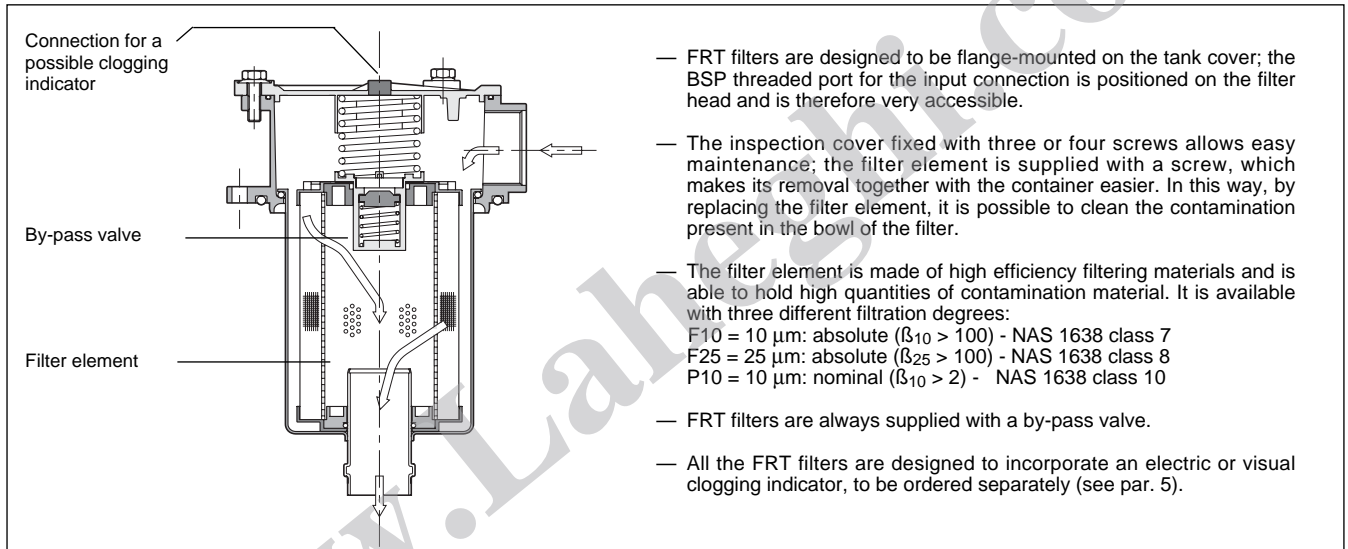 Connection for a
possible clogging
indicator
By-pass valve
Filter element
— FRT filters are designed to be flange-mounted on the tank cover; the
BSP threaded port for the input connection is positioned on the filter
head and is therefore very accessible.
— The inspection cover fixed with three or four screws allows easy
maintenance; the filter element is supplied with a screw, which
makes its removal together with the container easier. In this way, by
replacing the filter element, it is possible to clean the contamination
present in the bowl of the filter.
— The filter element is made of high efficiency filtering materials and is
able to hold high quantities of contamination material. It is available
with three different filtration degrees:
F10 = 10 µm: absolute (ß10 > 100) - NAS 1638 class 7
F25 = 25 µm: absolute (ß25 > 100) - NAS 1638 class 8
P10 = 10 µm: nominal (ß10 > 2) - NAS 1638 class 10
— FRT filters are always supplied with a by-pass valve.
— All the FRT filters are designed to incorporate an electric or visual
clogging indicator, to be ordered separately (see par. 5).
www.Laheghi.co